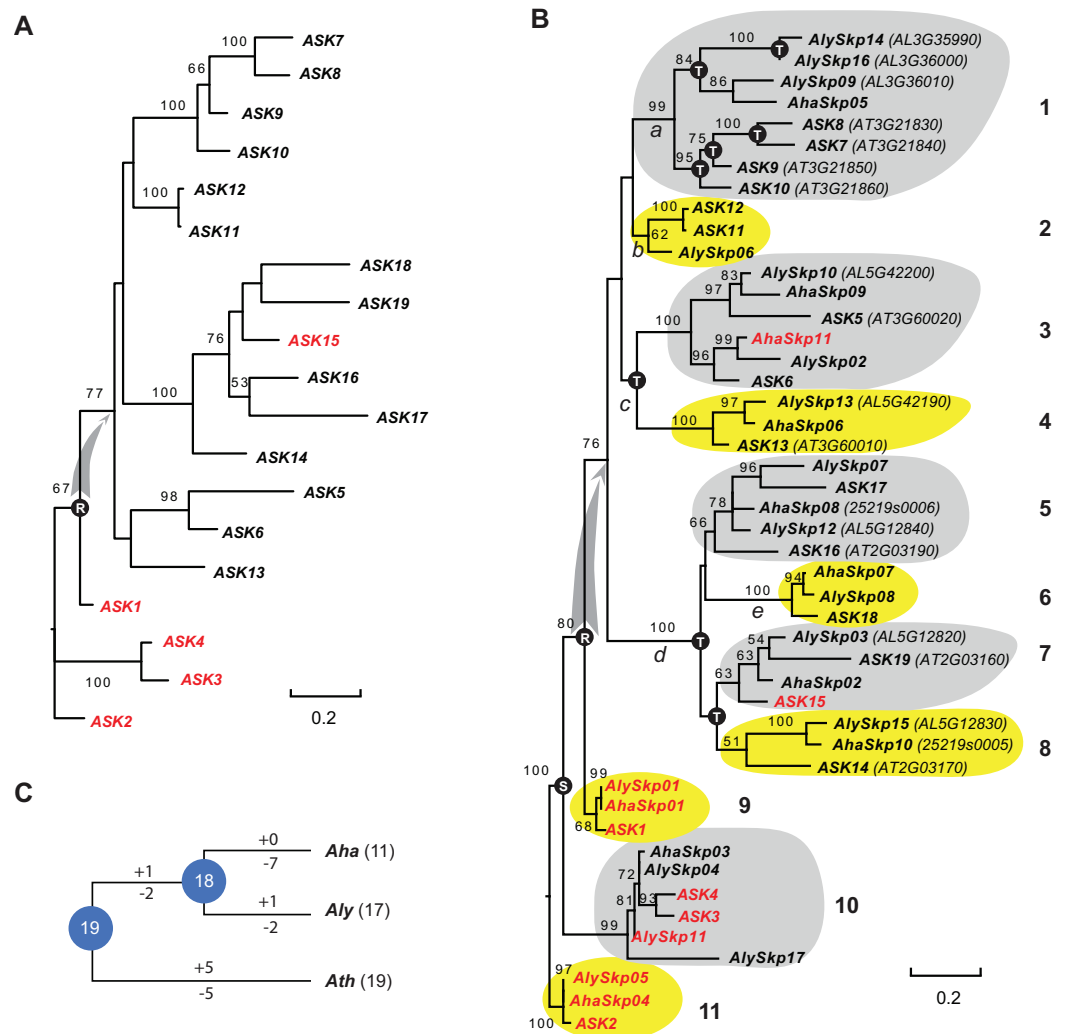 A
100
ASK7
66
ASK8
ASK9
100
ASK10
100
ASK12
ASK11
ASK18
ASK19
76
ASK15
ASK16
53
ASK17
100
ASK14
77
98
ASK5
ASK6
ASK13
67
R
ASK1
ASK4
100
ASK3
ASK2
0.2
B
100
T
AlySkp14 (AL3G35990)
AlySkp16 (AL3G36000)
84
T
86
AlySkp09 (AL3G36010)
AhaSkp05
99
a
100
T
ASK8 (AT3G21830)
ASK7 (AT3G21840)
75
T
ASK9 (AT3G21850)
95
T
ASK10 (AT3G21860)
1
100
ASK12
ASK11
62
AlySkp06
b
2
83
AlySkp10 (AL5G42200)
97
AhaSkp09
ASK5 (AT3G60020)
100
99
AhaSkp11
AlySkp02
96
ASK6
3
T
c
97
AlySkp13 (AL5G42190)
AhaSkp06
100
ASK13 (AT3G60010)
4
76
96
AlySkp07
ASK17
78
AhaSkp08 (25219s0006)
AlySkp12 (AL5G12840)
66
ASK16 (AT2G03190)
5
94
AhaSkp07
100
AlySkp08
e
ASK18
6
80
R
100
d
T
54
AlySkp03 (AL5G12820)
63
ASK19 (AT2G03160)
AhaSkp02
63
ASK15
7
T
100
AlySkp15 (AL5G12830)
AhaSkp10 (25219s0005)
51
ASK14 (AT2G03170)
8
100
S
99
AlySkp01
AhaSkp01
68
ASK1
9
AhaSkp03
72
AlySkp04
81
93
ASK4
ASK3
99
AlySkp11
AlySkp17
10
97
AlySkp05
AhaSkp04
100
ASK2
11
0.2
C
+0
-7
Aha (11)
+1
-2
18
+1
-2
Aly (17)
19
+5
-5
Ath (19)